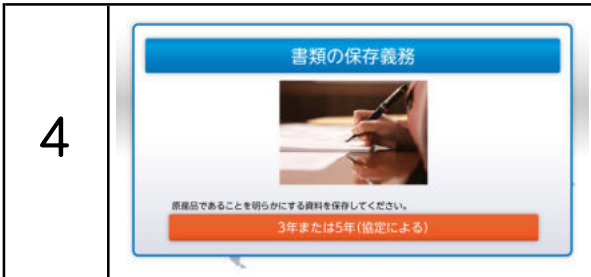 4
書類の保存義務
原産品であることを明らかにする資料を保存してください。
3年または5年(協定による)